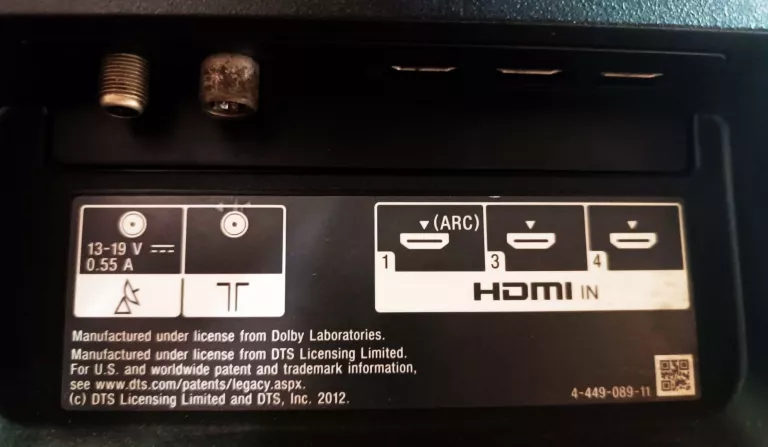 13-19 V ⎓
0.55 A
(ARC)
1
3
4
HDMI IN
Manufactured under license from Dolby Laboratories.
Manufactured under license from DTS Licensing Limited.
For U.S. and worldwide patent and trademark information,
see www.dts.com/patents/legacy.aspx.
(c) DTS Licensing Limited and DTS, Inc. 2012.
4-449-089-11